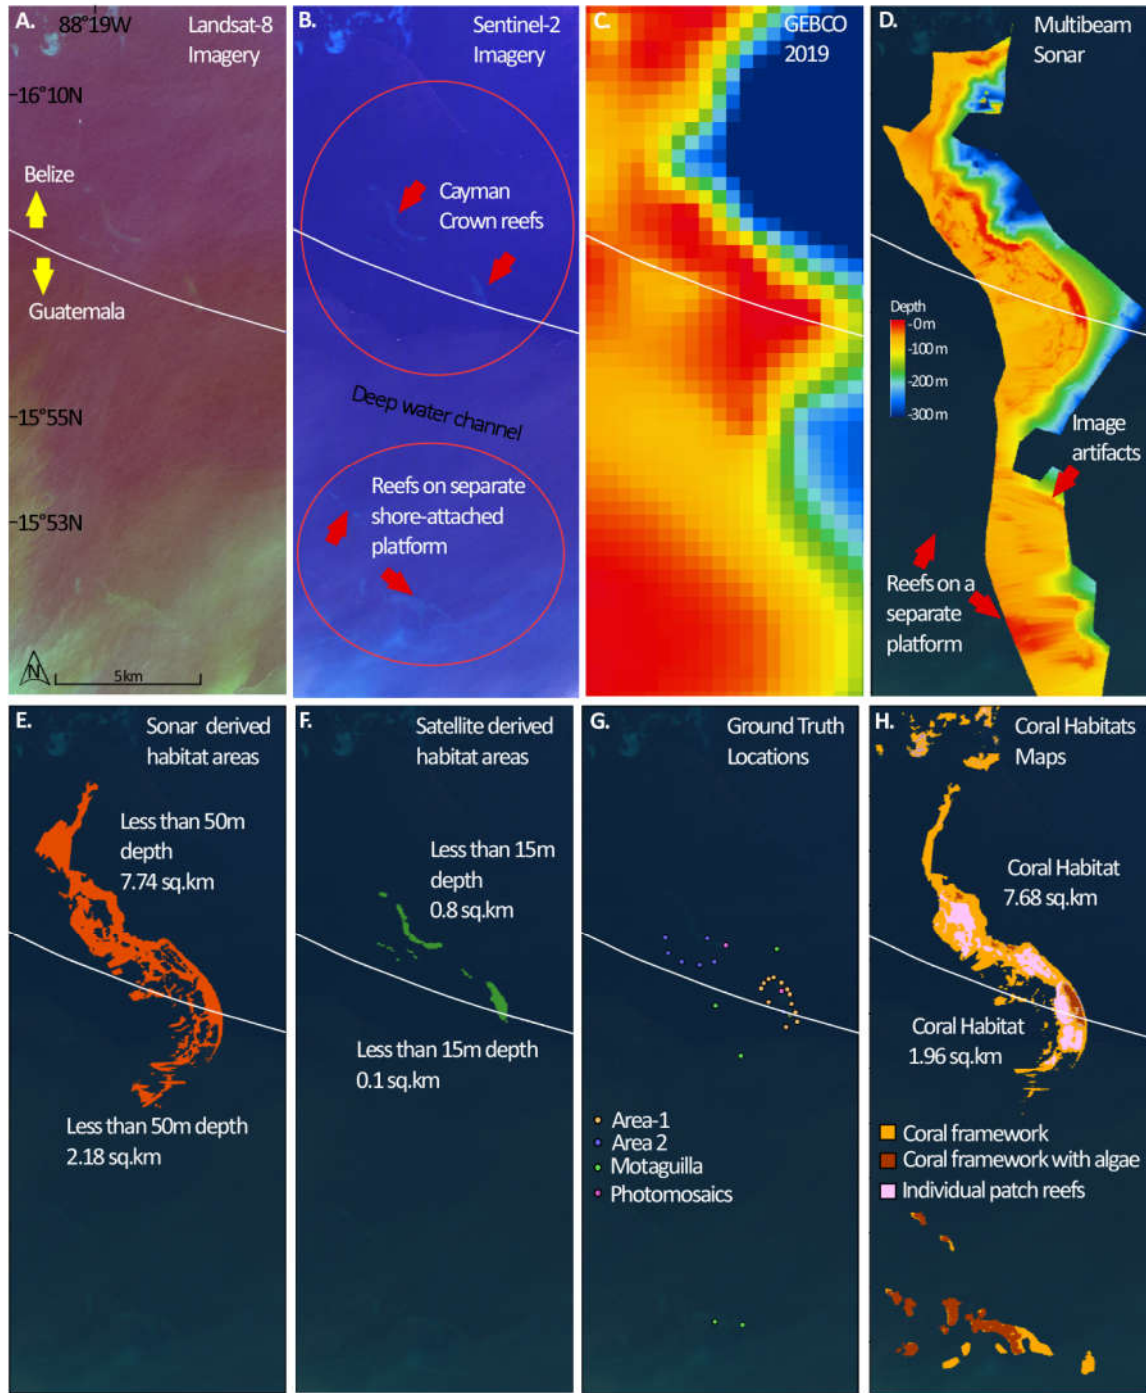 A.
88°19W
Landsat-8
Imagery
16°10N
Belize
Guatemala
15°55N
15°53N
N
5km
B.
Sentinel-2
Imagery
Cayman
Crown reefs
Deep water channel
Reefs on separate
shore-attached
platform
C.
GEBCO
2019
D.
Multibeam
Sonar
Depth
-0 m
-100 m
-200 m
-300 m
Image
artifacts
Reefs on a
separate
platform
E.
Sonar derived
habitat areas
Less than 50m
depth
7.74 sq.km
Less than 50m depth
2.18 sq.km
F.
Satellite derived
habitat areas
Less than 15m
depth
0.8 sq.km
Less than 15m depth
0.1 sq.km
G.
Ground Truth
Locations
Area-1
Area 2
Motaguilla
Photomosaics
H.
Coral Habitats
Maps
Coral Habitat
7.68 sq.km
Coral Habitat
1.96 sq.km
Coral framework
Coral framework with algae
Individual patch reefs